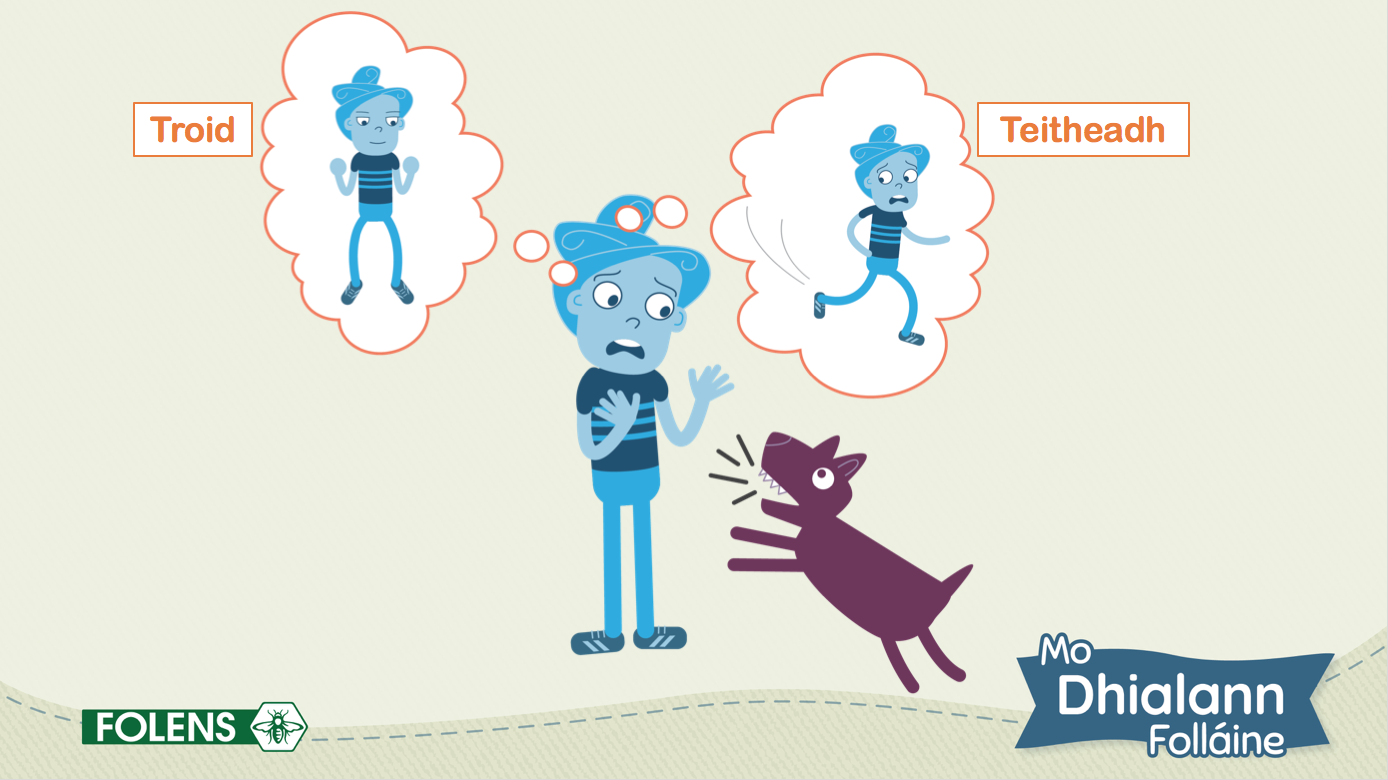 Troid
Teitheadh
FOLENS
Mo
Dhialann
Folláine